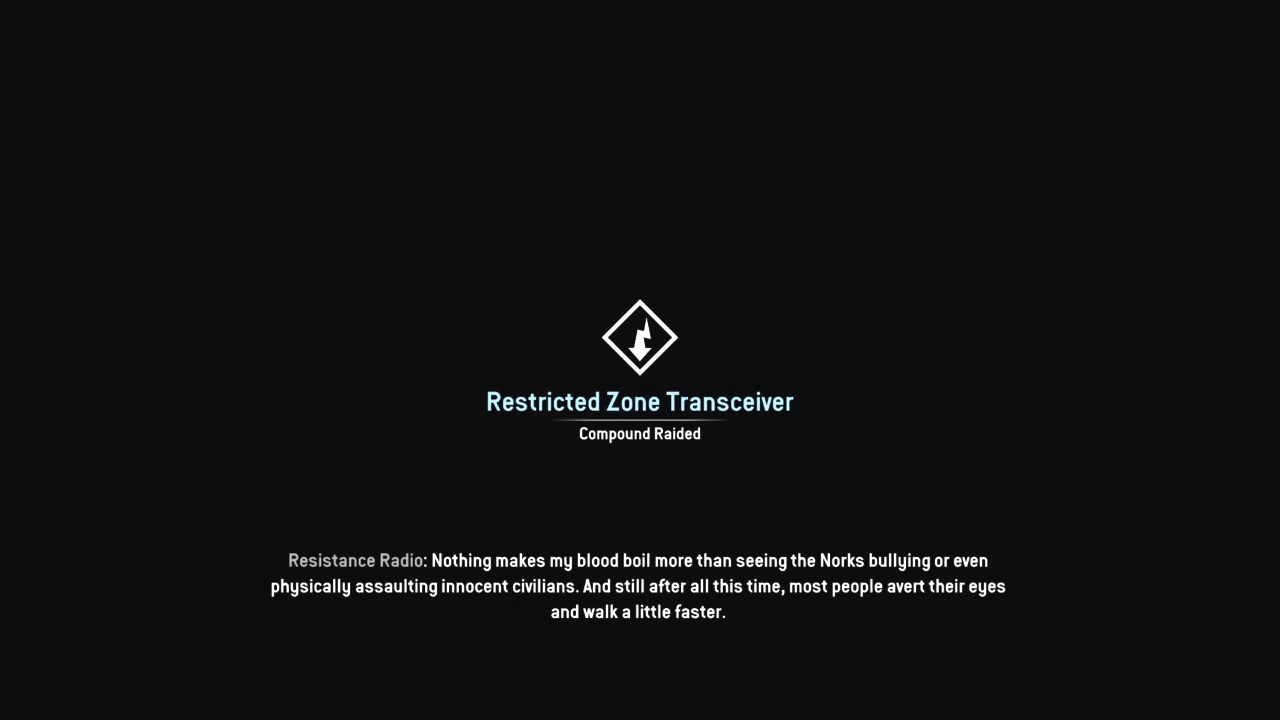 Restricted Zone Transceiver
Compound Raided
Resistance Radio: Nothing makes my blood boil more than seeing the Norks bullying or even
physically assaulting innocent civilians. And still after all this time, most people avert their eyes
and walk a little faster.